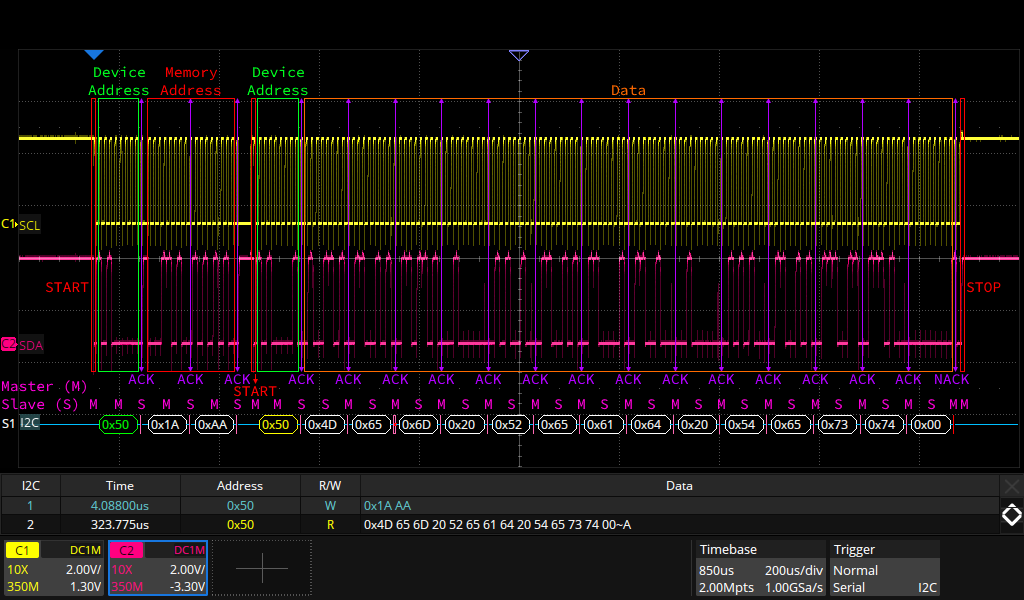 Device Memory Device
Address Address Address Data
C1 SCL
START STOP
C2 SDA
ACK ACK ACK ACK ACK ACK ACK ACK ACK ACK ACK ACK ACK ACK ACK ACK ACK NACK
Master (M) START
Slave (S) M M S M S M S M M S M S M S M S M S M S M S M S M S M S M S M S M S M M
S1 I2C 0x50 0x1A 0xAA 0x50 0x4D 0x65 0x6D 0x20 0x52 0x65 0x61 0x64 0x20 0x54 0x65 0x73 0x74 0x00
I2C Time Address R/W Data
1 4.08800us 0x50 W 0x1A AA
2 323.775us 0x50 R 0x4D 65 6D 20 52 65 61 64 20 54 65 73 74 00~A
C1 DC1M C2 DC1M Timebase Trigger
10X 2.00V/ 10X 2.00V/ 850us 200us/div Normal
350M 1.30V 350M -3.30V 2.00Mpts 1.00GSa/s Serial I2C